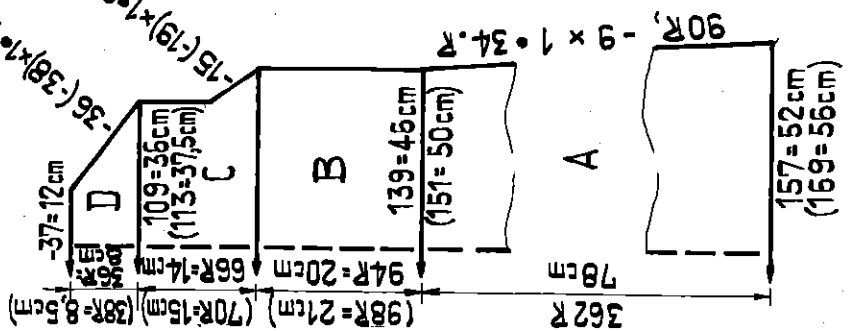 -36(-38)×1•
-15(-19)×1•
90R, -9×1•34.R
-37=12cm
D
109=36cm
(113=37,5cm)
C
B
139=46cm
(151=50cm)
A
157=52cm
(169=56cm)
36R=
8cm
66R=14cm
94R=20cm
78cm
(38R=8,5cm)
(70R=15cm)
(98R=21cm)
362R